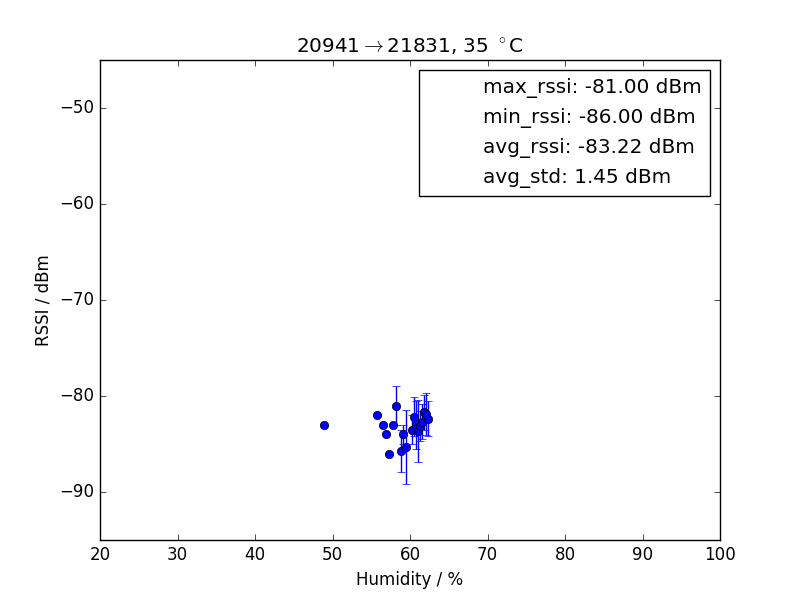 20941→21831, 35 °C
max_rssi: -81.00 dBm
min_rssi: -86.00 dBm
avg_rssi: -83.22 dBm
avg_std: 1.45 dBm
−50
−60
−70
−80
−90
RSSI / dBm
20 30 40 50 60 70 80 90 100
Humidity / %